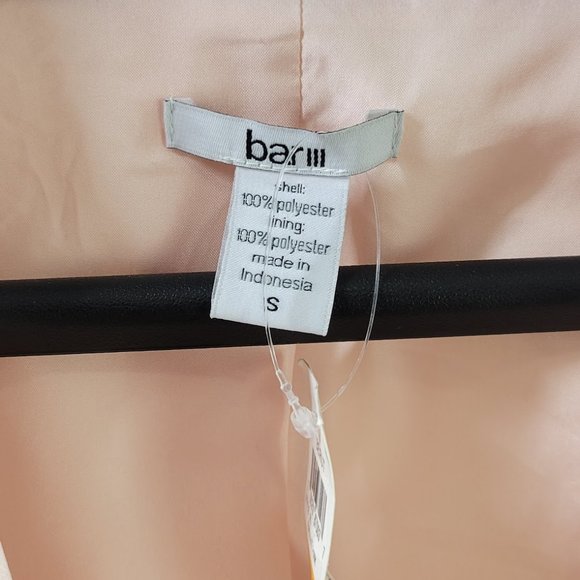 bar III
shell:
100% polyester
lining:
100% polyester
made in
Indonesia
S